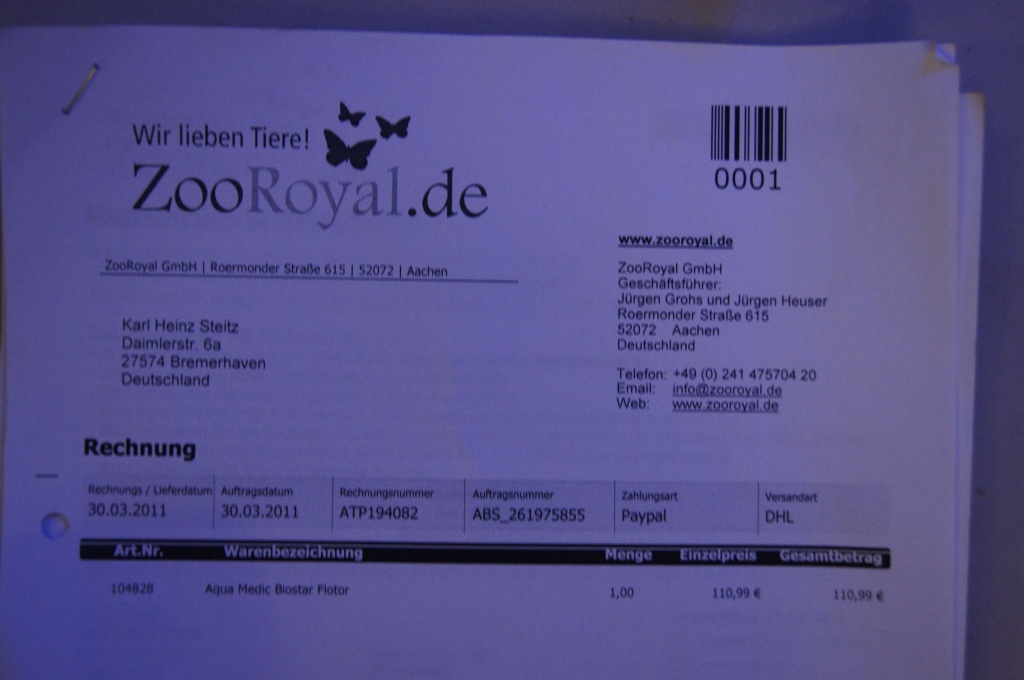 Wir lieben Tiere!
ZooRoyal.de
0001
ZooRoyal GmbH | Roermonder Straße 615 | 52072 | Aachen
www.zooroyal.de
ZooRoyal GmbH
Geschäftsführer:
Jürgen Grohs und Jürgen Heuser
Roermonder Straße 615
52072 Aachen
Deutschland
Telefon: +49 (0) 241 475704 20
Email: info@zooroyal.de
Web: www.zooroyal.de
Karl Heinz Steitz
Daimlerstr. 6a
27574 Bremerhaven
Deutschland
Rechnung
Rechnungs / Lieferdatum Auftragsdatum Rechnungsnummer Auftragsnummer Zahlungsart Versandart
30.03.2011 30.03.2011 ATP194082 ABS_261975855 Paypal DHL
Art.Nr. Warenbezeichnung Menge Einzelpreis Gesamtbetrag
104828 Aqua Medic Biostar Flotor 1,00 110,99 € 110,99 €